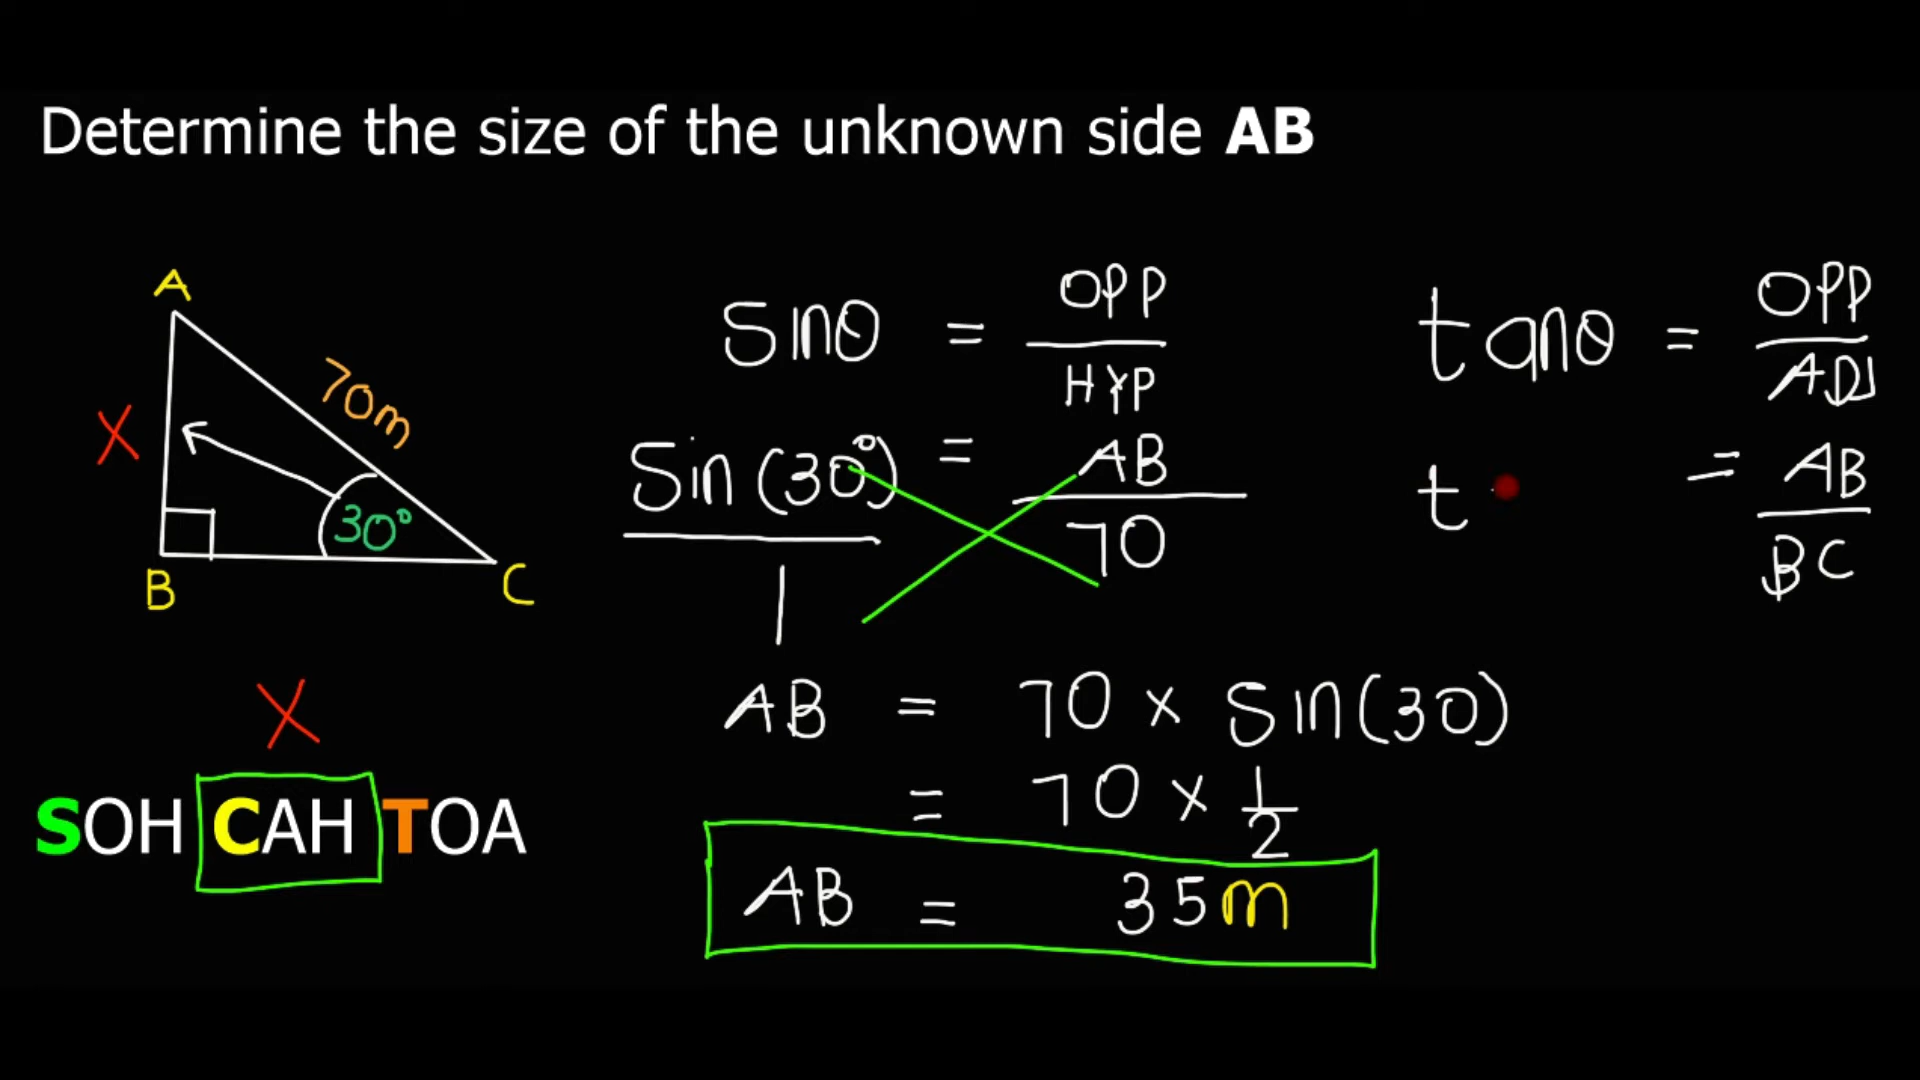 Determine the size of the unknown side AB
A
X
70m
30°
B
C
X
SOH CAH TOA
Sinθ = OPP / HYP
Sin(30°) / 1 = AB / 70
AB = 70 × Sin(30)
= 70 × 1/2
AB = 35m
tanθ = OPP / ADJ
t = AB / BC